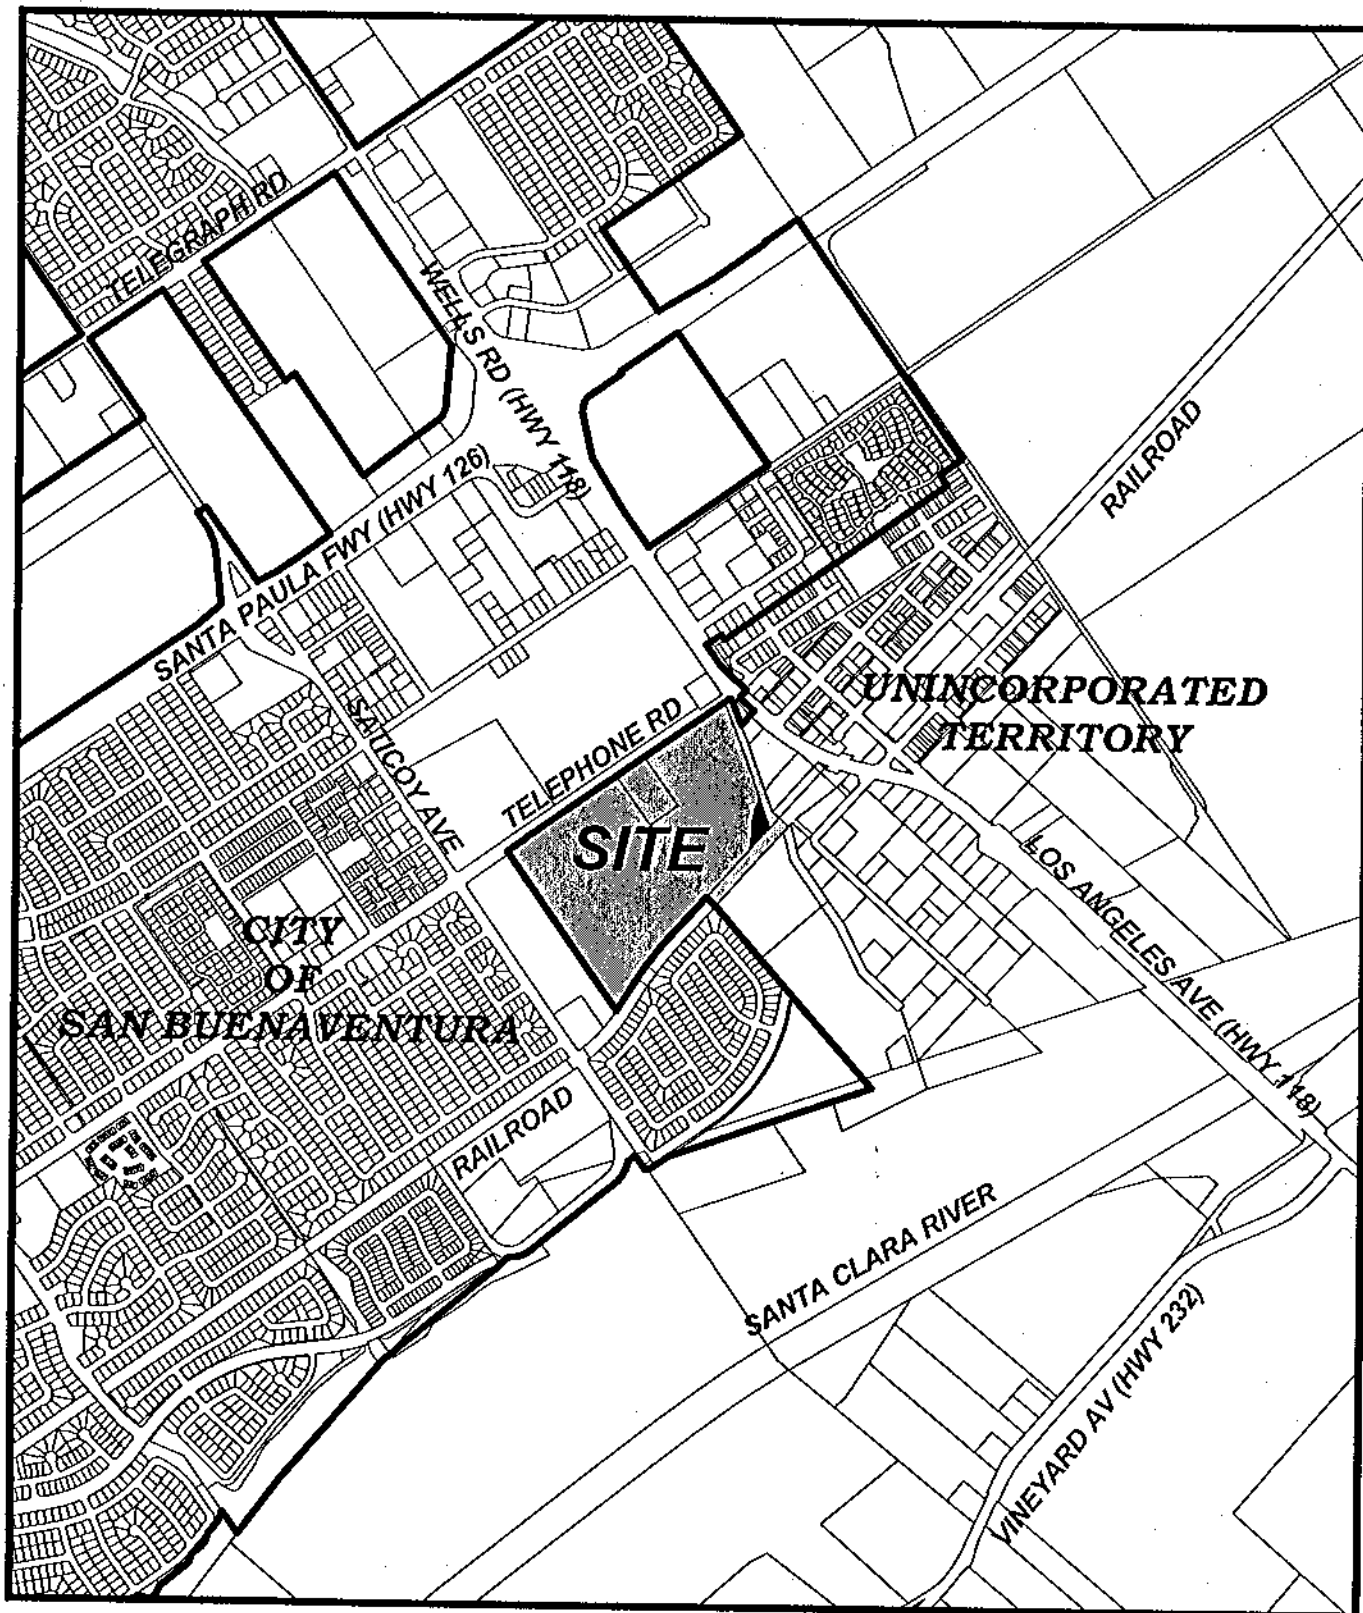 TELEGRAPH RD
WELLS RD (HWY 118)
SANTA PAULA FWY (HWY 126)
RAILROAD
UNINCORPORATED
TERRITORY
SATICOY AVE
TELEPHONE RD
SITE
LOS ANGELES AVE (HWY 118)
CITY
OF
SAN BUENAVENTURA
RAILROAD
SANTA CLARA RIVER
VINEYARD AV (HWY 232)